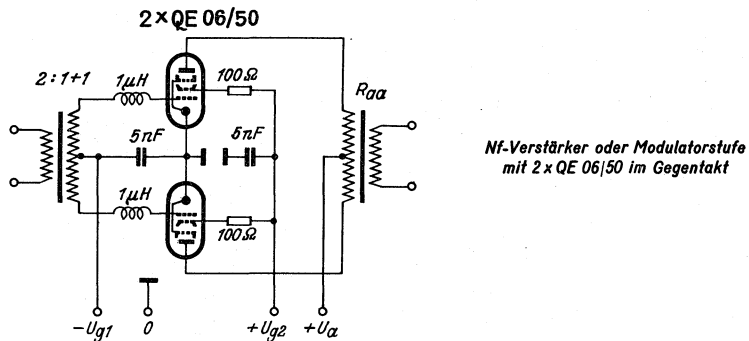 2×QE 06/50
2:1+1
1µH
100Ω
Raa
5nF
5nF
Nf-Verstärker oder Modulatorstufe
mit 2x QE 06/50 im Gegentakt
1µH
100Ω
-Ug1
0
+Ug2
+Ua